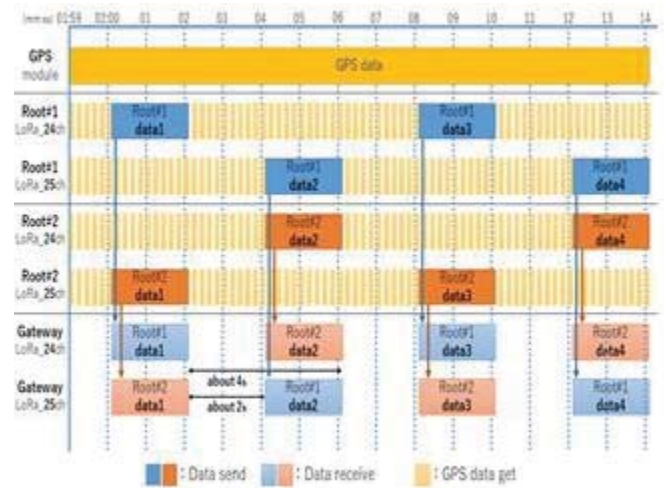 (mm:ss) 01:59 02:00 01 02 03 04 05 06 07 08 09 10 11 12 13 14
GPS
module
GPS data
Root#1
LoRa_24ch
Root#1
data1
Root#1
data3
Root#1
LoRa_25ch
Root#1
data2
Root#1
data4
Root#2
LoRa_24ch
Root#2
data2
Root#2
data4
Root#2
LoRa_25ch
Root#2
data1
Root#2
data3
Gateway
LoRa_24ch
Root#1
data1
Root#2
data2
Root#1
data3
Root#2
data4
about 4s
Gateway
LoRa_25ch
Root#2
data1
about 2s
Root#1
data2
Root#2
data3
Root#1
data4
: Data send
: Data receive
: GPS data get